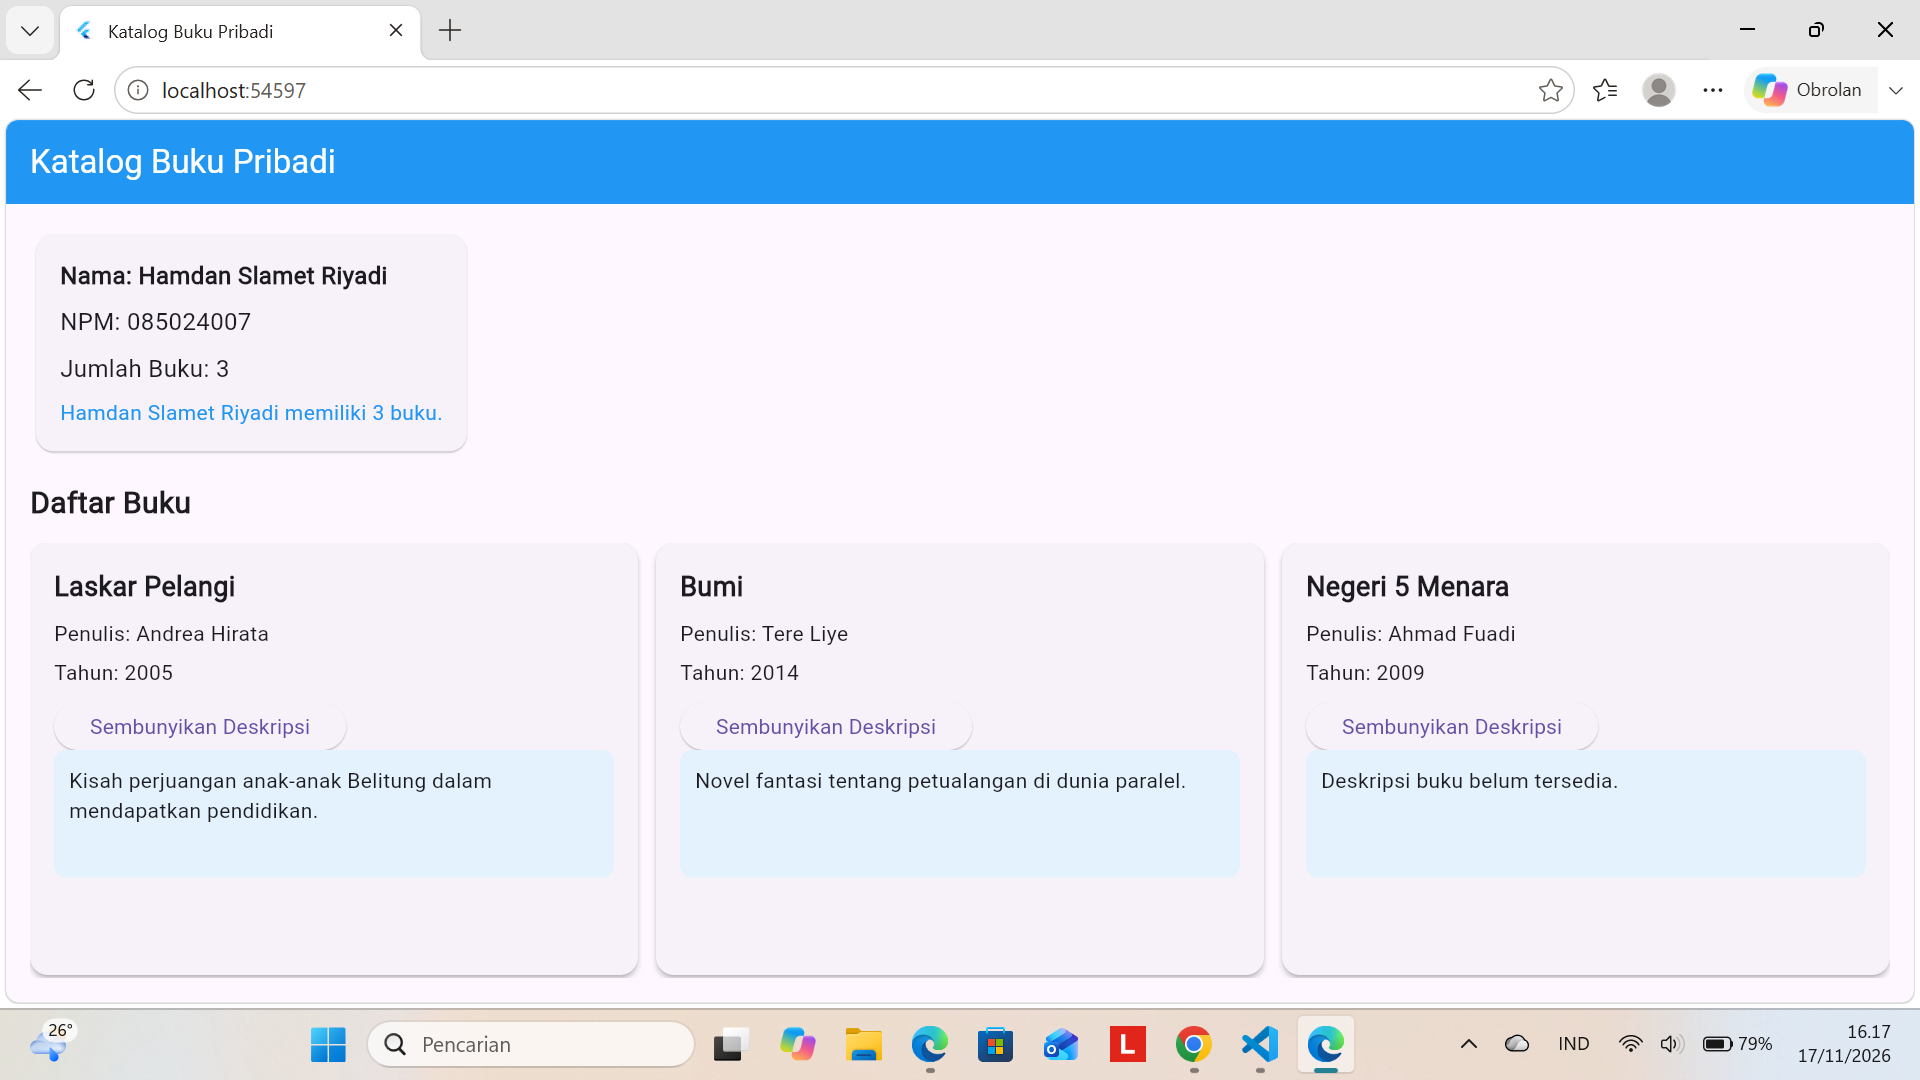 Katalog Buku Pribadi
localhost:54597
Obrolan
Katalog Buku Pribadi
Nama: Hamdan Slamet Riyadi
NPM: 085024007
Jumlah Buku: 3
Hamdan Slamet Riyadi memiliki 3 buku.
Daftar Buku
Laskar Pelangi
Penulis: Andrea Hirata
Tahun: 2005
Sembunyikan Deskripsi
Kisah perjuangan anak-anak Belitung dalam
mendapatkan pendidikan.
Bumi
Penulis: Tere Liye
Tahun: 2014
Sembunyikan Deskripsi
Novel fantasi tentang petualangan di dunia paralel.
Negeri 5 Menara
Penulis: Ahmad Fuadi
Tahun: 2009
Sembunyikan Deskripsi
Deskripsi buku belum tersedia.
26°
Pencarian
L
IND
79%
16.17
17/11/2026